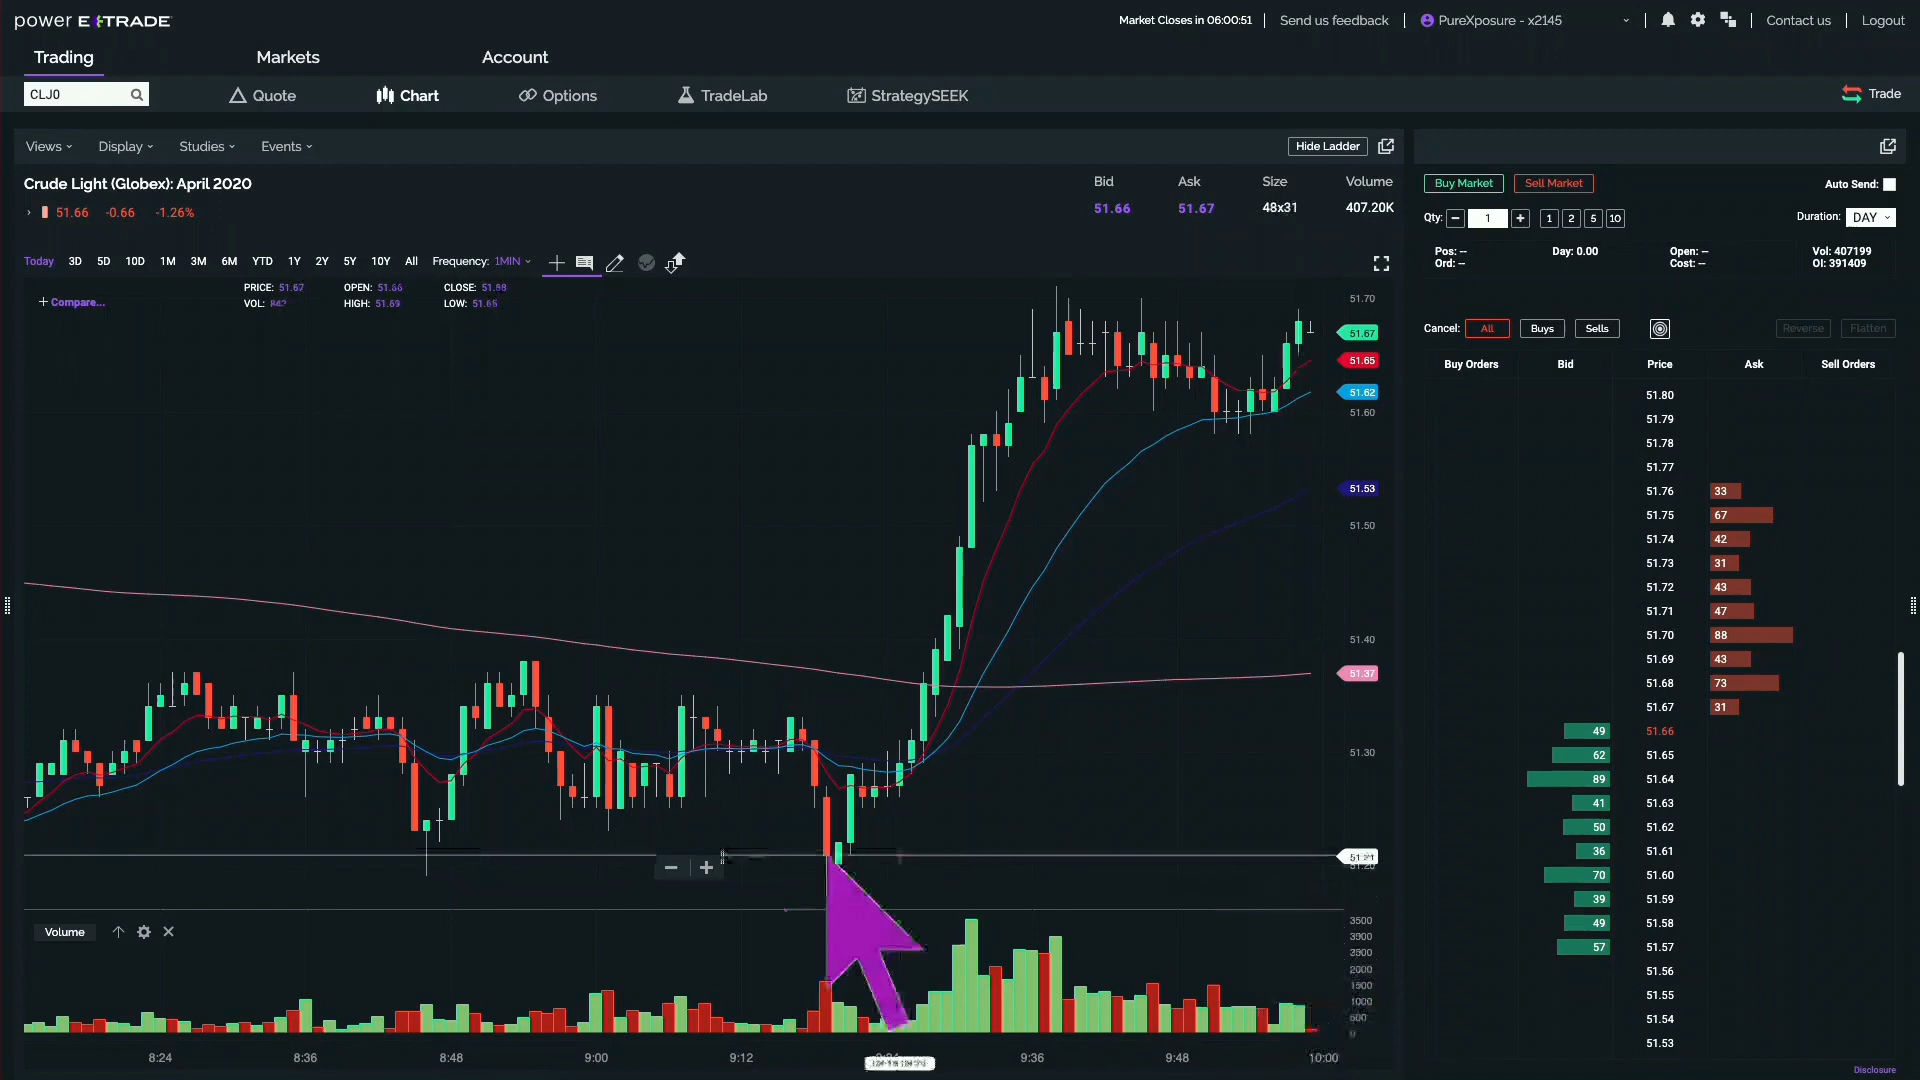 power E*TRADE
Market Closes in 06:00:51
Send us feedback
PureXposure - x2145
Contact us
Logout
Trading
Markets
Account
CLJ0
Quote
Chart
Options
TradeLab
StrategySEEK
Trade
Views
Display
Studies
Events
Hide Ladder
Crude Light (Globex): April 2020
51.66 -0.66 -1.26%
Bid Ask Size Volume
51.66 51.67 48x31 407.20K
Today 3D 5D 10D 1M 3M 6M YTD 1Y 2Y 5Y 10Y All Frequency: 1MIN
+ Compare...
PRICE: 51.67 OPEN: 51.66 CLOSE:
VOL: HIGH: 51.69 LOW: 51.65
51.70
51.67
51.65
51.62
51.60
51.53
51.50
51.40
51.37
51.30
51.21
Volume
3500
3000
2500
2000
1500
1000
500
0
8:24 8:36 8:48 9:00 9:12 9:36 9:48 10:00
Buy Market Sell Market Auto Send:
Qty: − 1 + 1 2 5 10 Duration: DAY
Pos: -- Day: 0.00 Open: -- Vol: 407199
Ord: -- Cost: -- OI: 391409
Cancel: All Buys Sells Reverse Flatten
Buy Orders Bid Price Ask Sell Orders
51.80
51.79
51.78
51.77
51.76 33
51.75 67
51.74 42
51.73 31
51.72 43
51.71 47
51.70 88
51.69 43
51.68 73
51.67 31
49 51.66
62 51.65
89 51.64
41 51.63
50 51.62
36 51.61
70 51.60
39 51.59
49 51.58
57 51.57
51.56
51.55
51.54
51.53
Disclosure